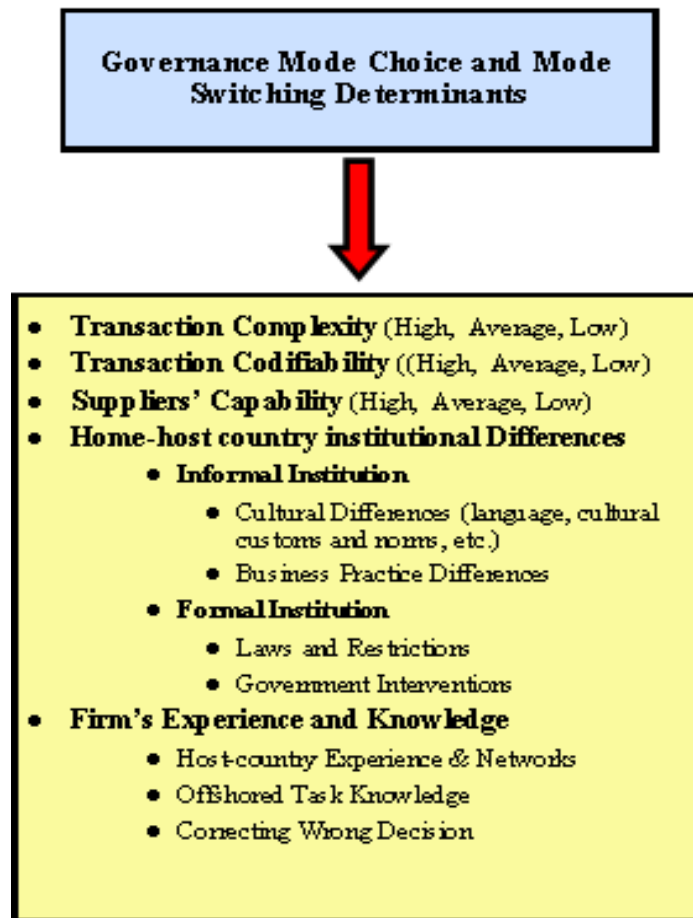 Governance Mode Choice and Mode
Switching Determinants
● Transaction Complexity (High, Average, Low)
● Transaction Codifiability ((High, Average, Low)
● Suppliers’ Capability (High, Average, Low)
● Home-host country institutional Differences
● Informal Institution
● Cultural Differences (language, cultural
customs and norms, etc.)
● Business Practice Differences
● Formal Institution
● Laws and Restrictions
● Government Interventions
● Firm’s Experience and Knowledge
● Host-country Experience & Networks
● Offshored Task Knowledge
● Correcting Wrong Decision